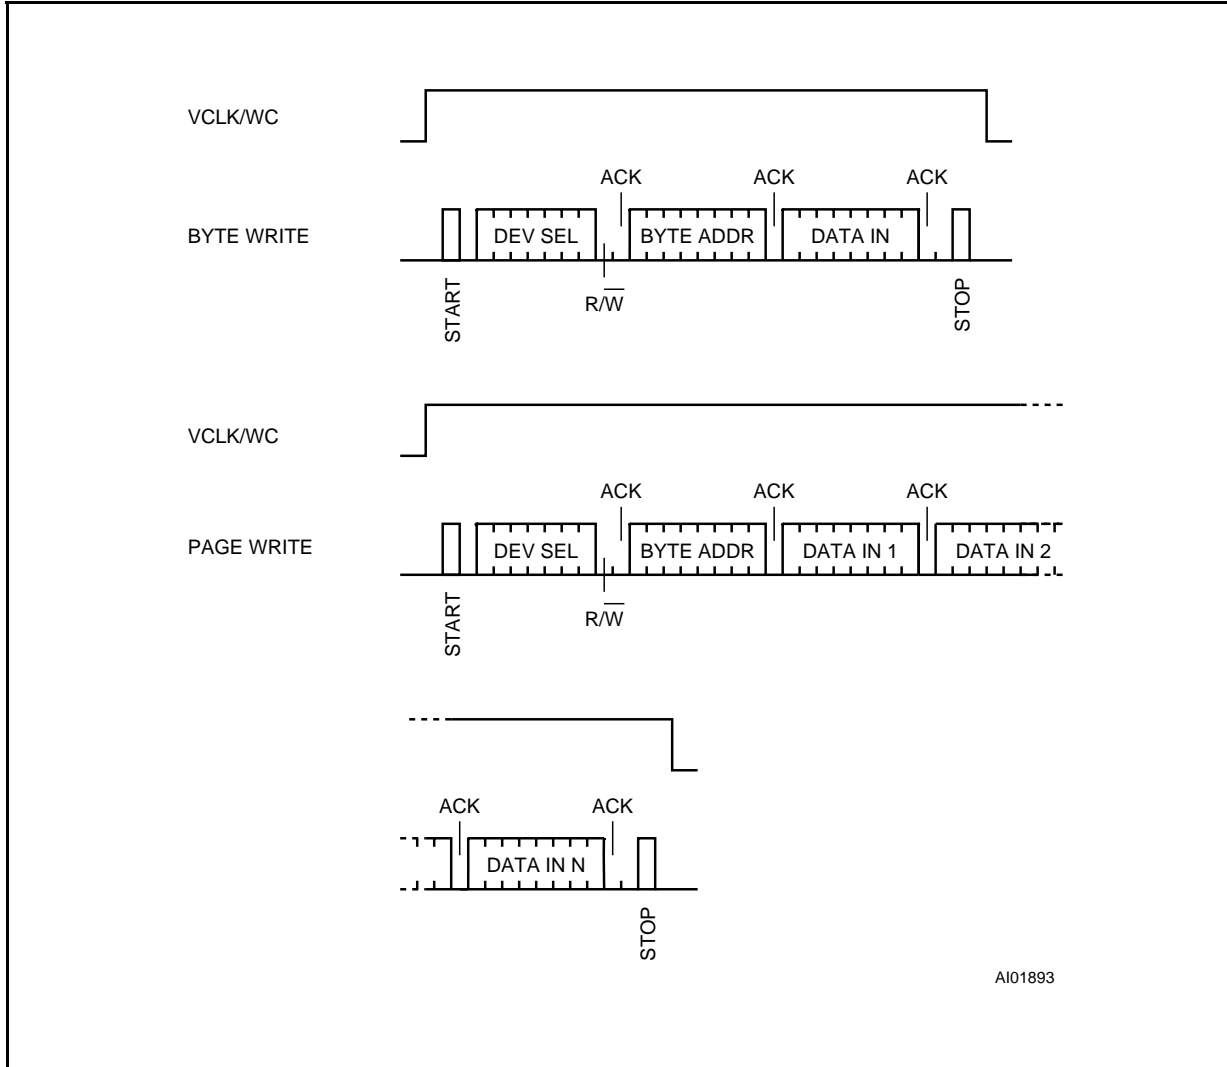 VCLK/WC
ACK ACK ACK
BYTE WRITE DEV SEL BYTE ADDR DATA IN
R/W̅
START
STOP
VCLK/WC
ACK ACK ACK
PAGE WRITE DEV SEL BYTE ADDR DATA IN 1 DATA IN 2
R/W̅
START
ACK ACK
DATA IN N
STOP
AI01893